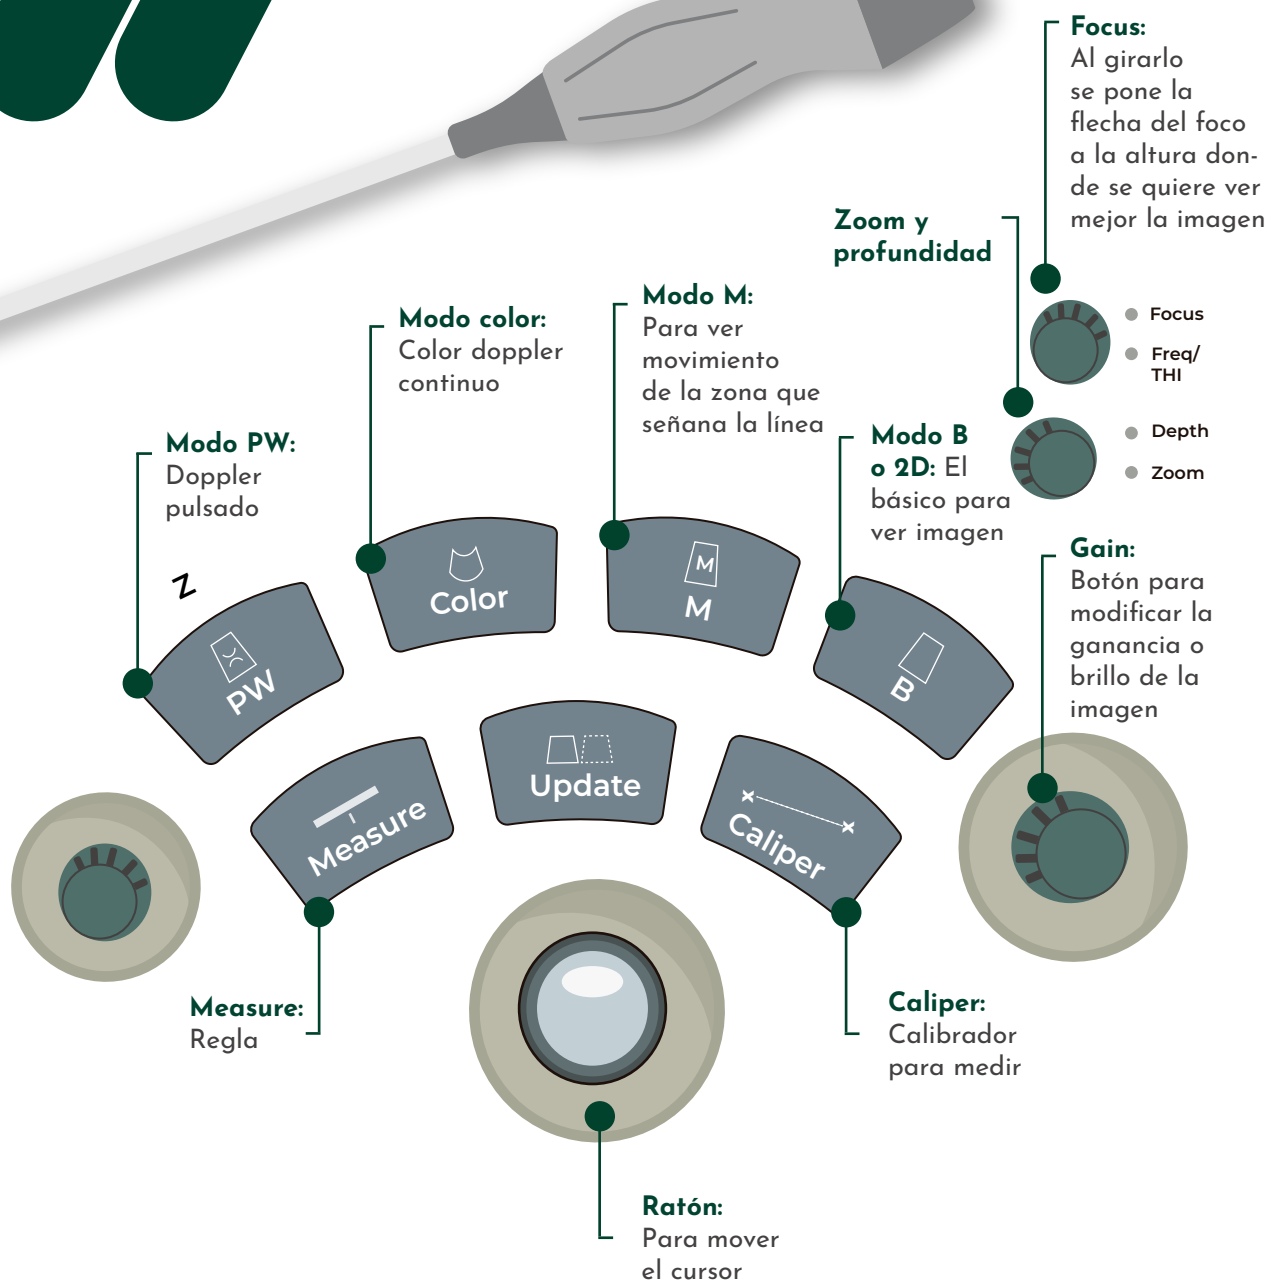 Focus:
Al girarlo
se pone la
flecha del foco
a la altura don-
de se quiere ver
mejor la imagen
Zoom y
profundidad
Focus
Freq/
THI
Depth
Zoom
Modo M:
Para ver
movimiento
de la zona que
señana la línea
Modo color:
Color doppler
continuo
Modo PW:
Doppler
pulsado
Modo B
o 2D: El
básico para
ver imagen
Gain:
Botón para
modificar la
ganancia o
brillo de la
imagen
Z
PW
Color
M
M
B
Measure
Update
x x
Caliper
Measure:
Regla
Caliper:
Calibrador
para medir
Ratón:
Para mover
el cursor